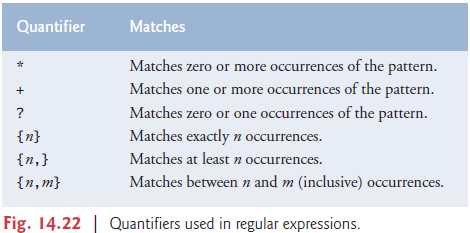 Quantifier Matches
* Matches zero or more occurrences of the pattern.
+ Matches one or more occurrences of the pattern.
? Matches zero or one occurrences of the pattern.
{n} Matches exactly n occurrences.
{n,} Matches at least n occurrences.
{n,m} Matches between n and m (inclusive) occurrences.
Fig. 14.22 | Quantifiers used in regular expressions.